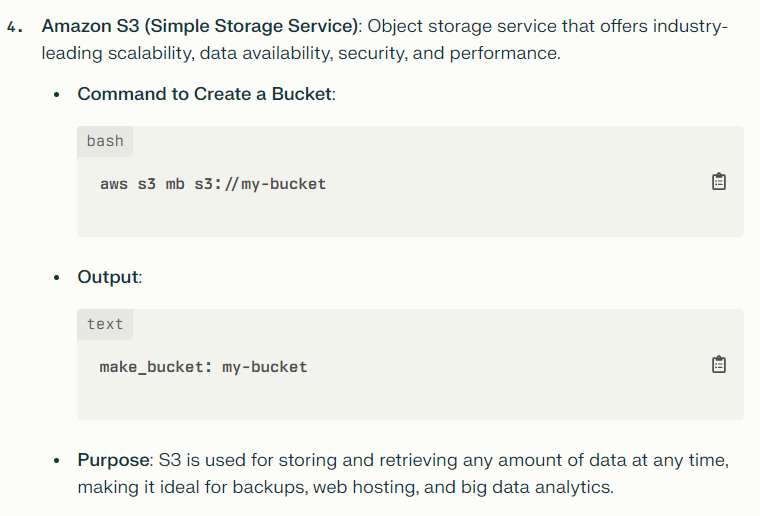 4. Amazon S3 (Simple Storage Service): Object storage service that offers industry-
leading scalability, data availability, security, and performance.
• Command to Create a Bucket:
bash
aws s3 mb s3://my-bucket
• Output:
text
make_bucket: my-bucket
• Purpose: S3 is used for storing and retrieving any amount of data at any time,
making it ideal for backups, web hosting, and big data analytics.